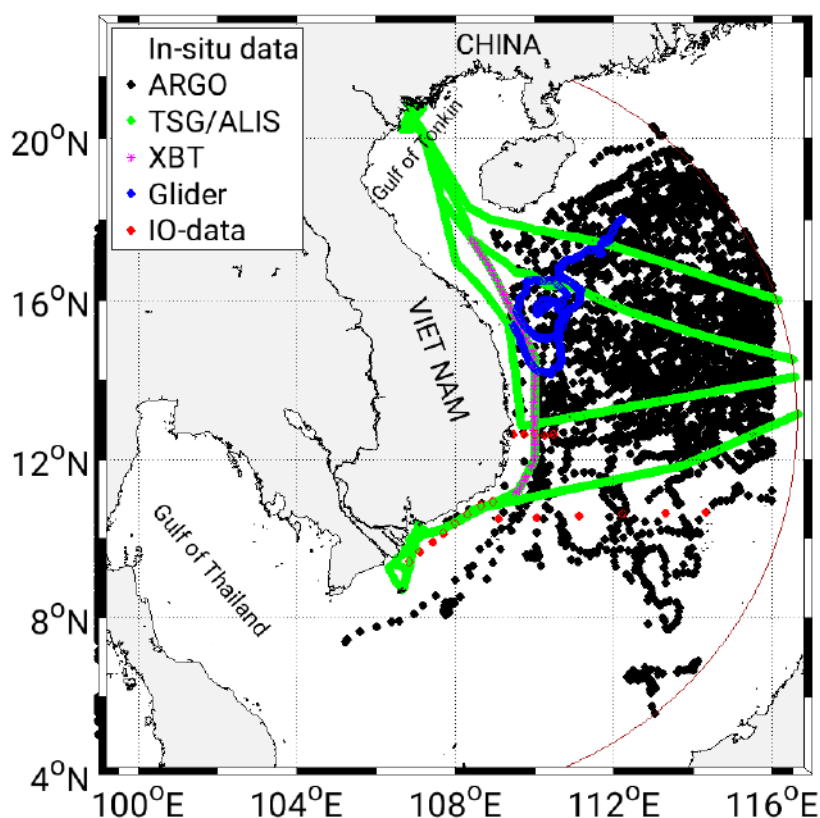 In-situ data
ARGO
TSG/ALIS
XBT
Glider
IO-data
CHINA
Gulf of Tonkin
VIET NAM
Gulf of Thailand
20°N
16°N
12°N
8°N
4°N
100°E 104°E 108°E 112°E 116°E